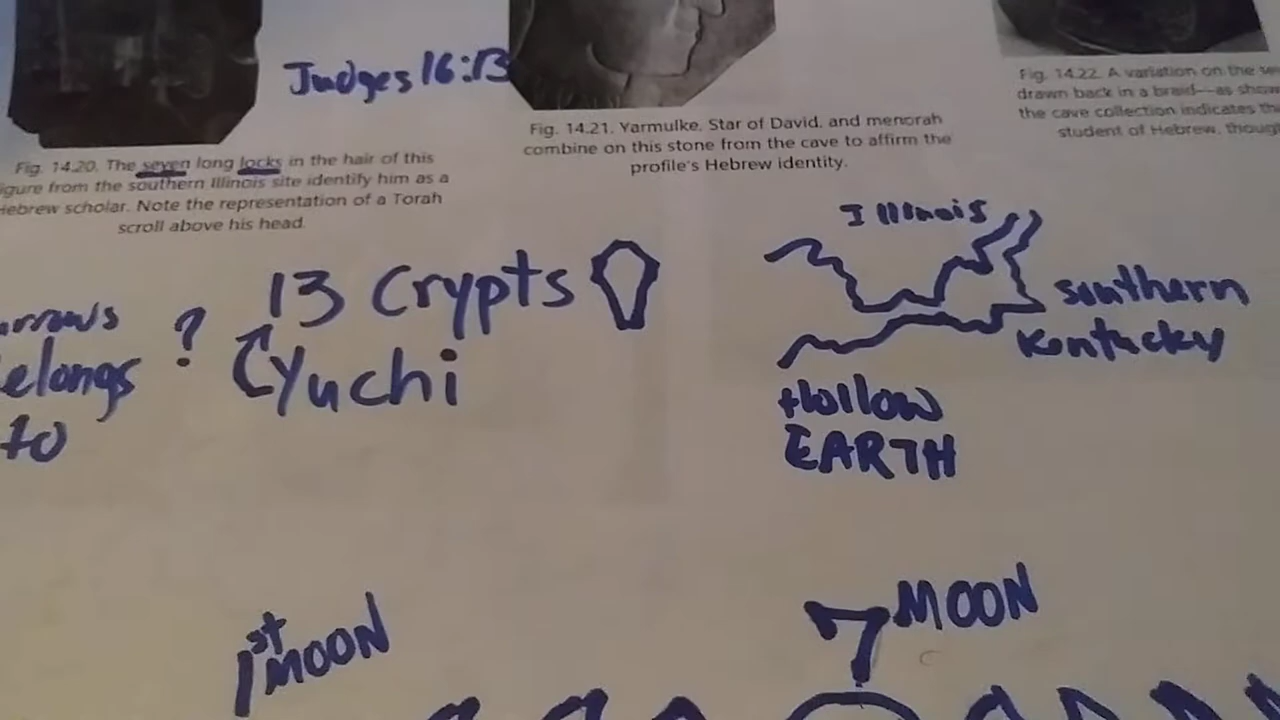 Judges 16:13
Fig. 14.20. The seven long locks in the hair of this
figure from the southern Illinois site identify him as a
Hebrew scholar. Note the representation of a Torah
scroll above his head.
Fig. 14.21. Yarmulke, Star of David, and menorah
combine on this stone from the cave to affirm the
profile's Hebrew identity.
Fig. 14.22. A variation on the
drawn back in a braid—as show
the cave collection indicates th
student of Hebrew, though
Illinois
southern
Kentucky
Hollow
EARTH
13 Crypts
Yuchi
?
arrows
elongs
to
1st MOON
7 MOON